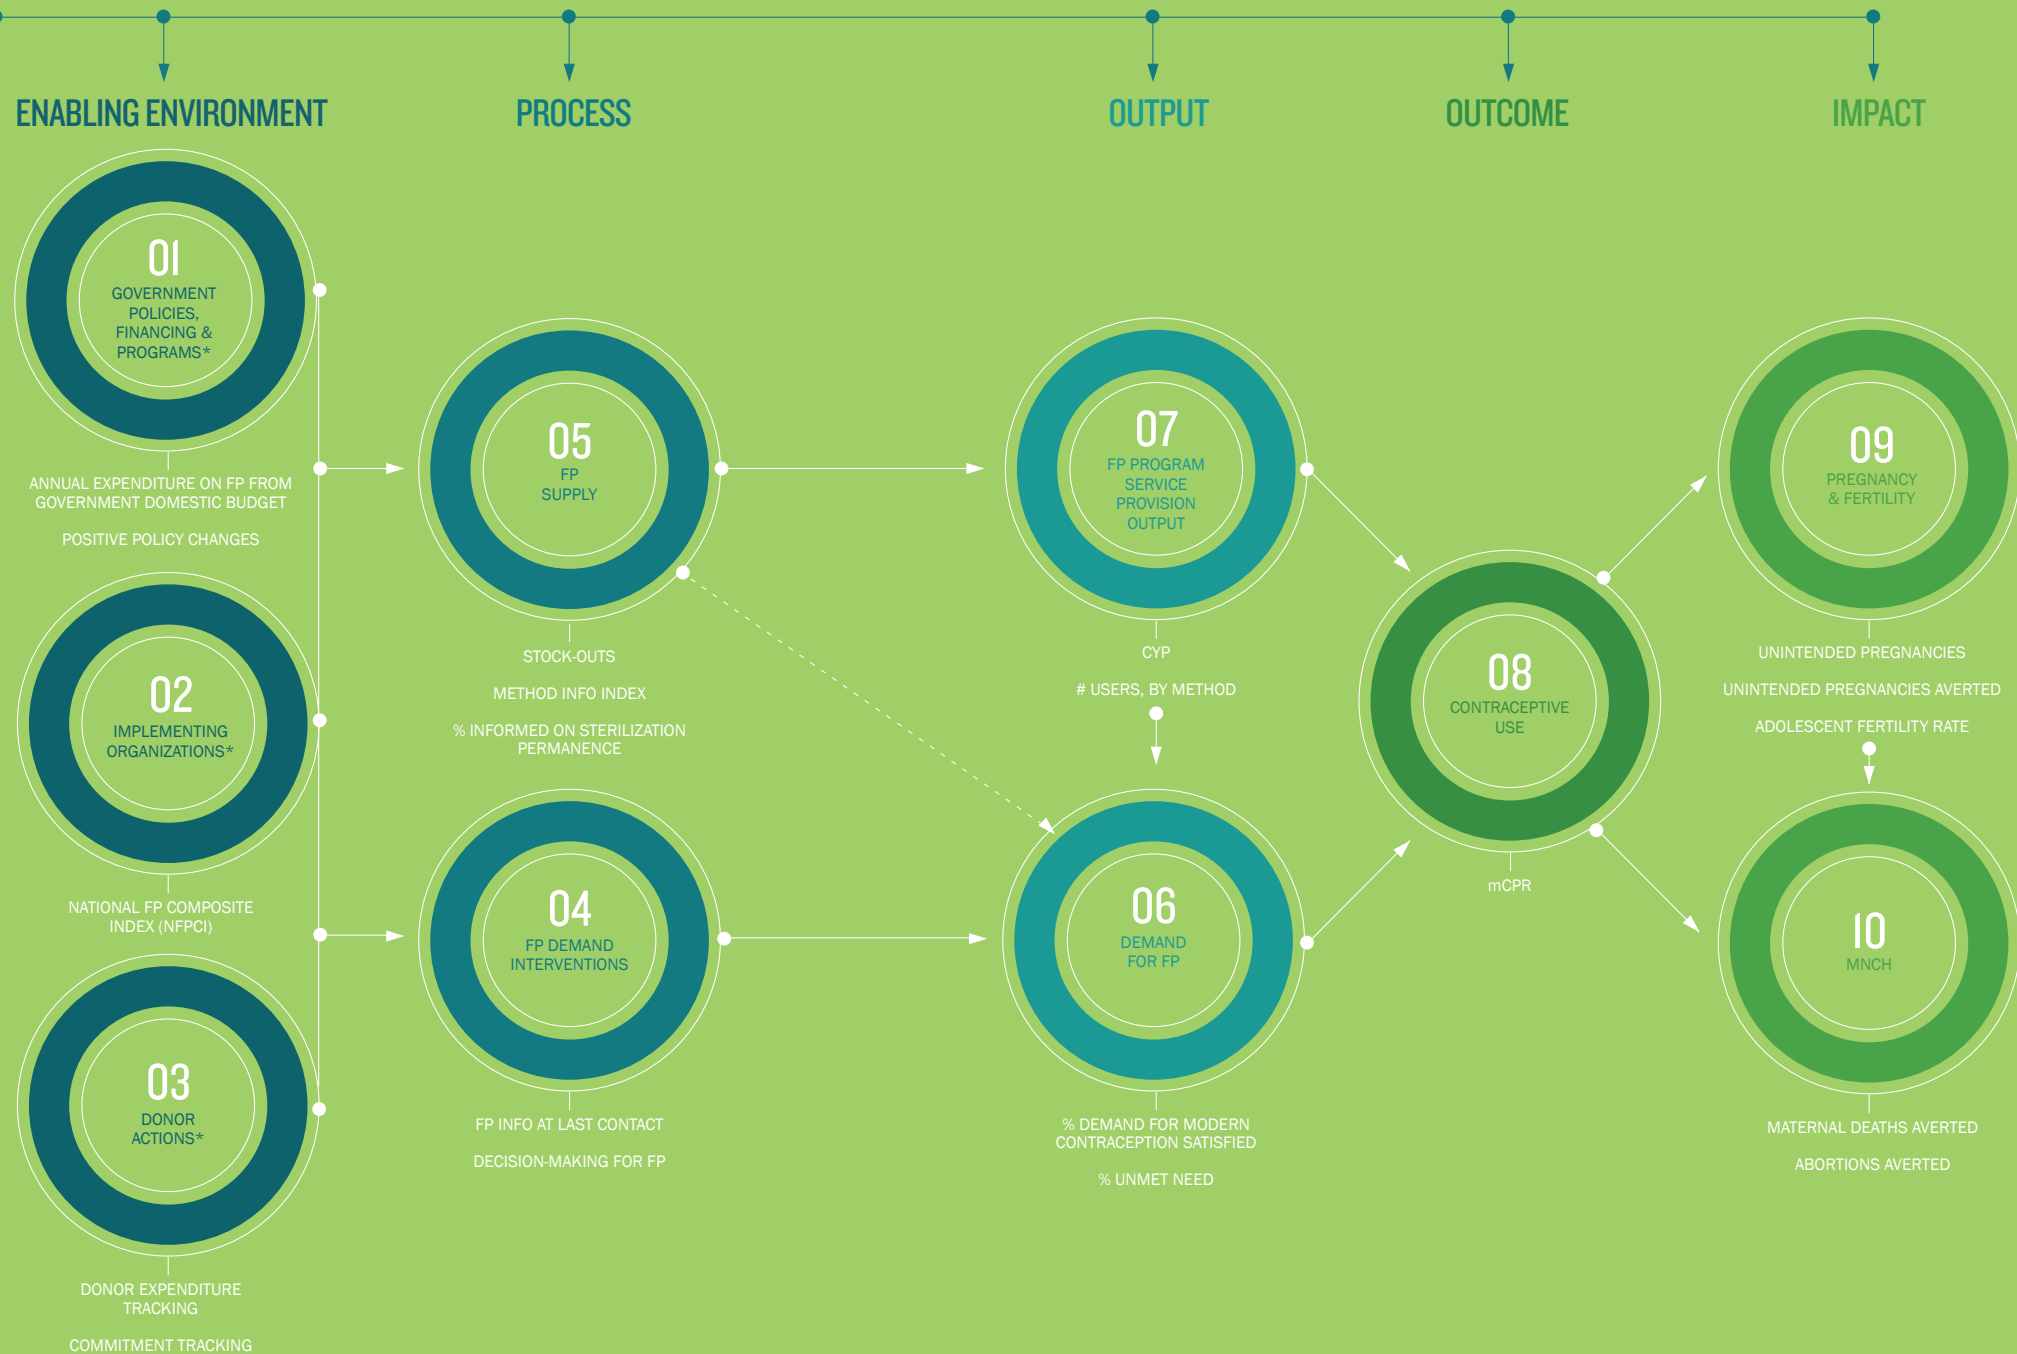 ENABLING ENVIRONMENT
PROCESS
OUTPUT
OUTCOME
IMPACT
01
GOVERNMENT
POLICIES,
FINANCING &
PROGRAMS*
ANNUAL EXPENDITURE ON FP FROM
GOVERNMENT DOMESTIC BUDGET
POSITIVE POLICY CHANGES
02
IMPLEMENTING
ORGANIZATIONS*
NATIONAL FP COMPOSITE
INDEX (NFPCI)
03
DONOR
ACTIONS*
DONOR EXPENDITURE
TRACKING
COMMITMENT TRACKING
05
FP
SUPPLY
STOCK-OUTS
METHOD INFO INDEX
% INFORMED ON STERILIZATION
PERMANENCE
04
FP DEMAND
INTERVENTIONS
FP INFO AT LAST CONTACT
DECISION-MAKING FOR FP
07
FP PROGRAM
SERVICE
PROVISION
OUTPUT
CYP
# USERS, BY METHOD
06
DEMAND
FOR FP
% DEMAND FOR MODERN
CONTRACEPTION SATISFIED
% UNMET NEED
08
CONTRACEPTIVE
USE
mCPR
09
PREGNANCY
& FERTILITY
UNINTENDED PREGNANCIES
UNINTENDED PREGNANCIES AVERTED
ADOLESCENT FERTILITY RATE
10
MNCH
MATERNAL DEATHS AVERTED
ABORTIONS AVERTED